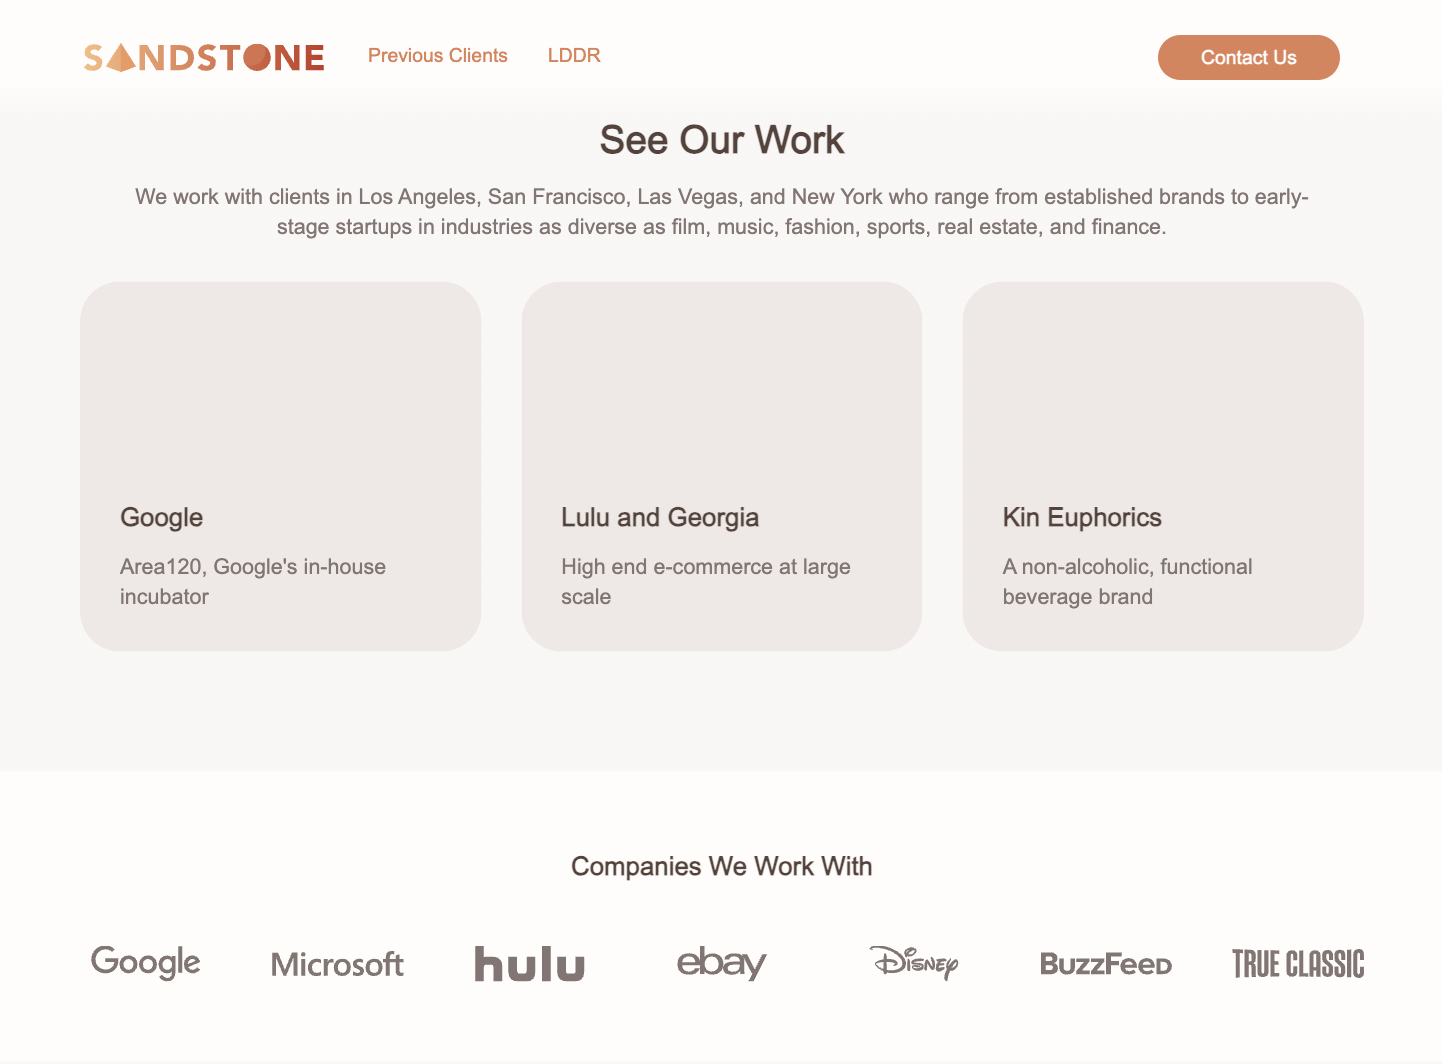 SANDSTONE
Previous Clients
LDDR
Contact Us
See Our Work
We work with clients in Los Angeles, San Francisco, Las Vegas, and New York who range from established brands to early-
stage startups in industries as diverse as film, music, fashion, sports, real estate, and finance.
Google
Area120, Google's in-house
incubator
Lulu and Georgia
High end e-commerce at large
scale
Kin Euphorics
A non-alcoholic, functional
beverage brand
Companies We Work With
Google
Microsoft
hulu
ebay
Disney
BuzzFeed
TRUE CLASSIC